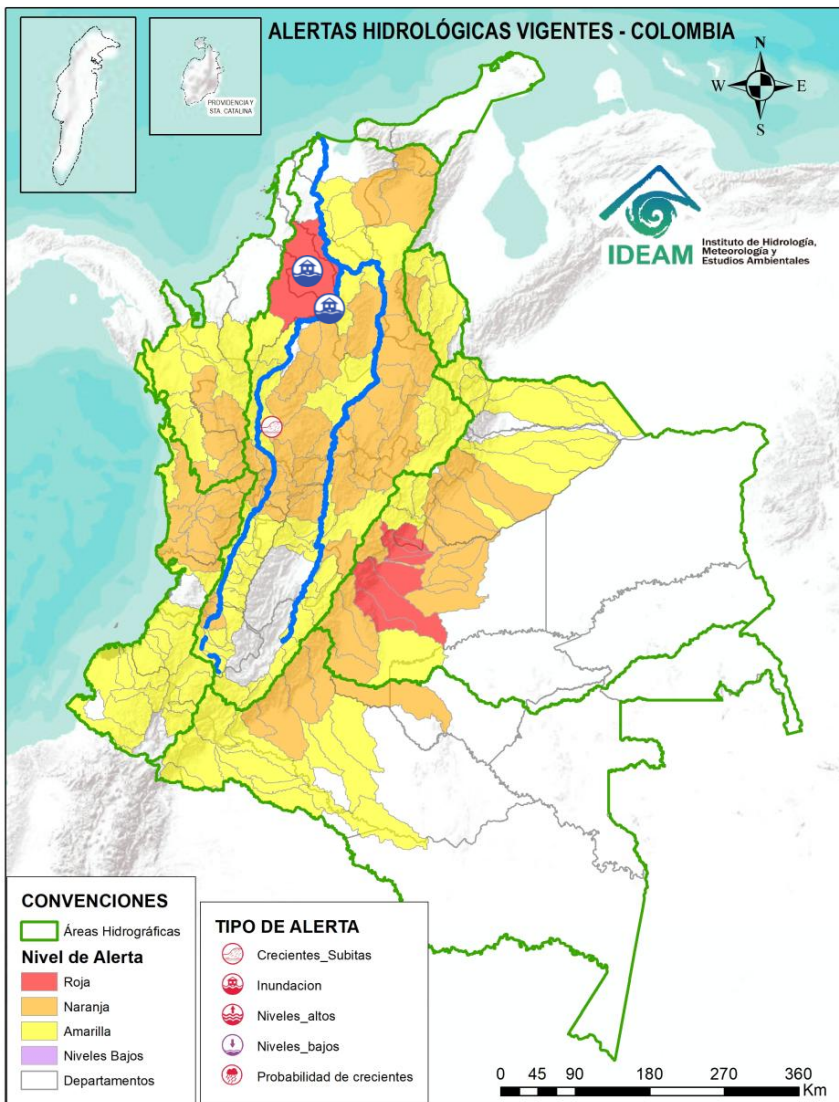 ALERTAS HIDROLÓGICAS VIGENTES - COLOMBIA
PROVIDENCIA Y
STA. CATALINA
N
W
E
S
IDEAM
Instituto de Hidrología,
Meteorología y
Estudios Ambientales
CONVENCIONES
Áreas Hidrográficas
Nivel de Alerta
Roja
Naranja
Amarilla
Niveles Bajos
Departamentos
TIPO DE ALERTA
Crecientes_Subitas
Inundacion
Niveles_altos
Niveles_bajos
Probabilidad de crecientes
0 45 90 180 270 360
Km